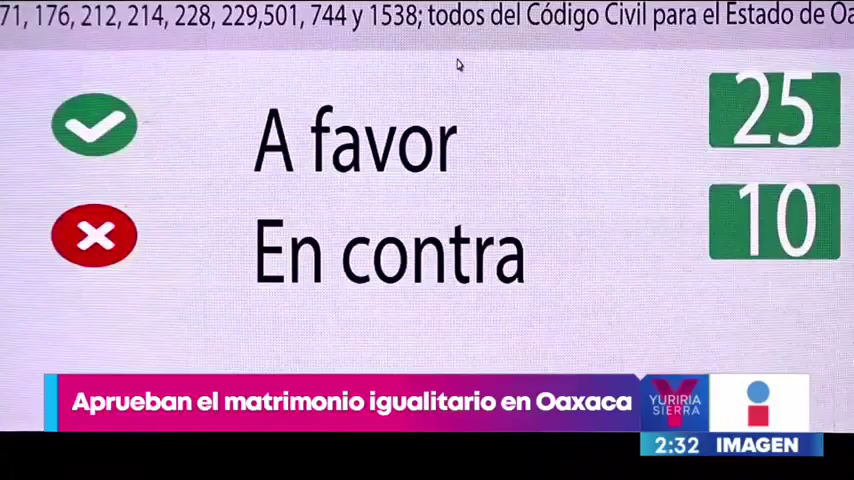 71, 176, 212, 214, 228, 229,501, 744 y 1538; todos del Código Civil para el Estado de Oa
A favor
25
En contra
10
Aprueban el matrimonio igualitario en Oaxaca
YURIRIA
SIERRA
2:32 IMAGEN